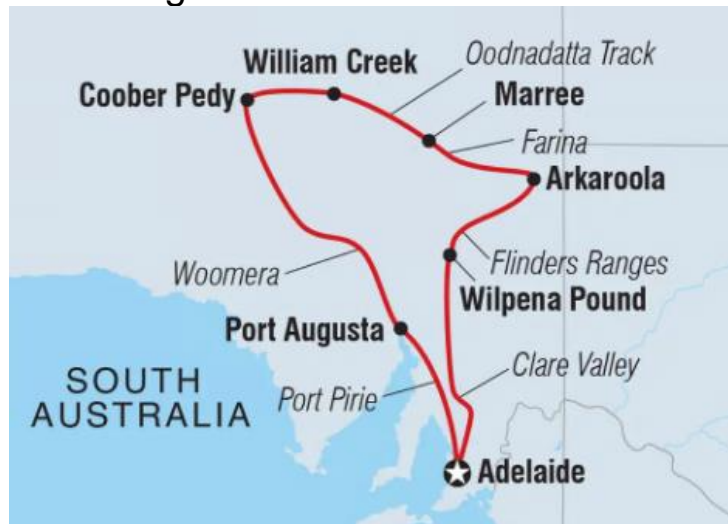 William Creek
Oodnadatta Track
Coober Pedy
Marree
Farina
Arkaroola
Woomera
Flinders Ranges
Wilpena Pound
Port Augusta
SOUTH
AUSTRALIA
Port Pirie
Clare Valley
Adelaide